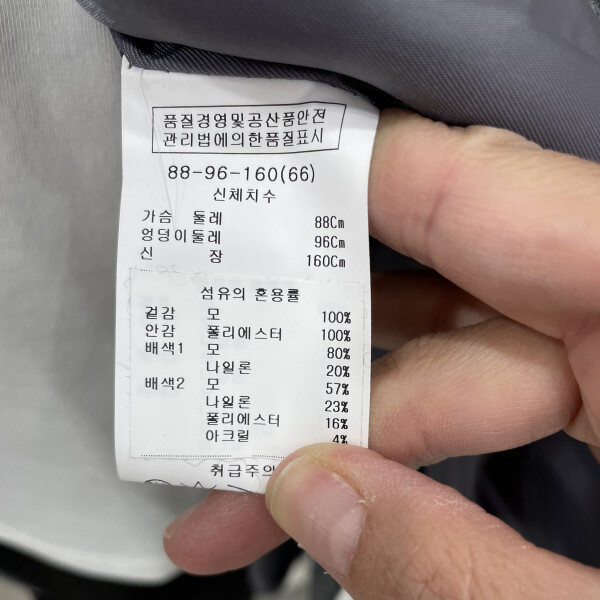 품질경영및공산품안전
관리법에의한품질표시
88-96-160(66)
신체치수
가슴 둘레 88Cm
엉덩이둘레 96Cm
신 장 160Cm
섬유의 혼용률
겉감 모 100%
안감 폴리에스터 100%
배색1 모 80%
나일론 20%
배색2 모 57%
나일론 23%
폴리에스터 16%
아크릴 4%
취급주의